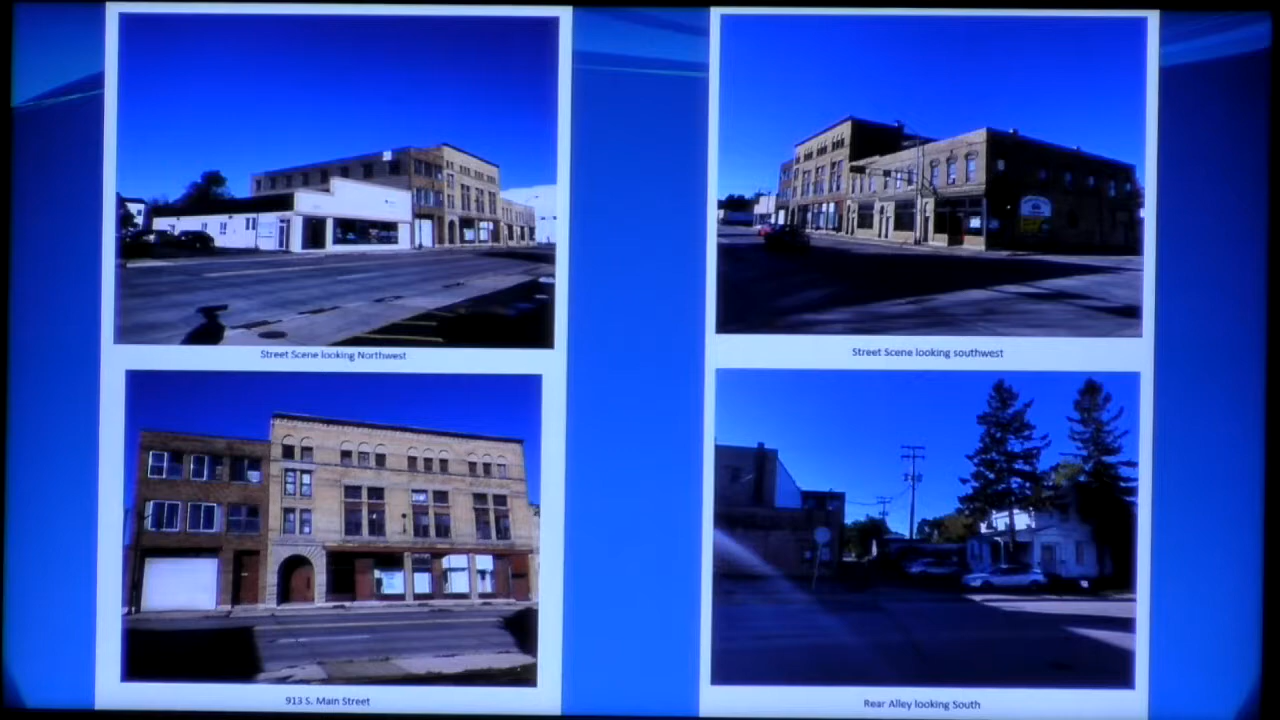 Street Scene looking Northwest
Street Scene looking southwest
913 S. Main Street
Rear Alley looking South